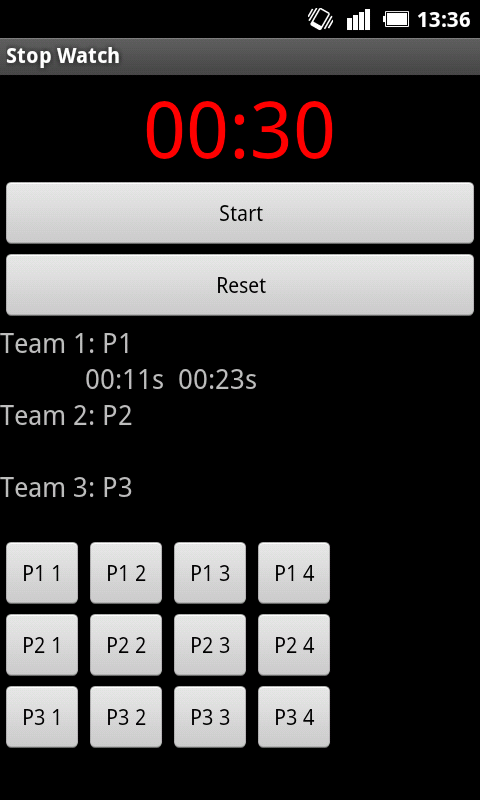 13:36
Stop Watch
00:30
Start
Reset
Team 1: P1
00:11s 00:23s
Team 2: P2
Team 3: P3
P1 1 P1 2 P1 3 P1 4
P2 1 P2 2 P2 3 P2 4
P3 1 P3 2 P3 3 P3 4